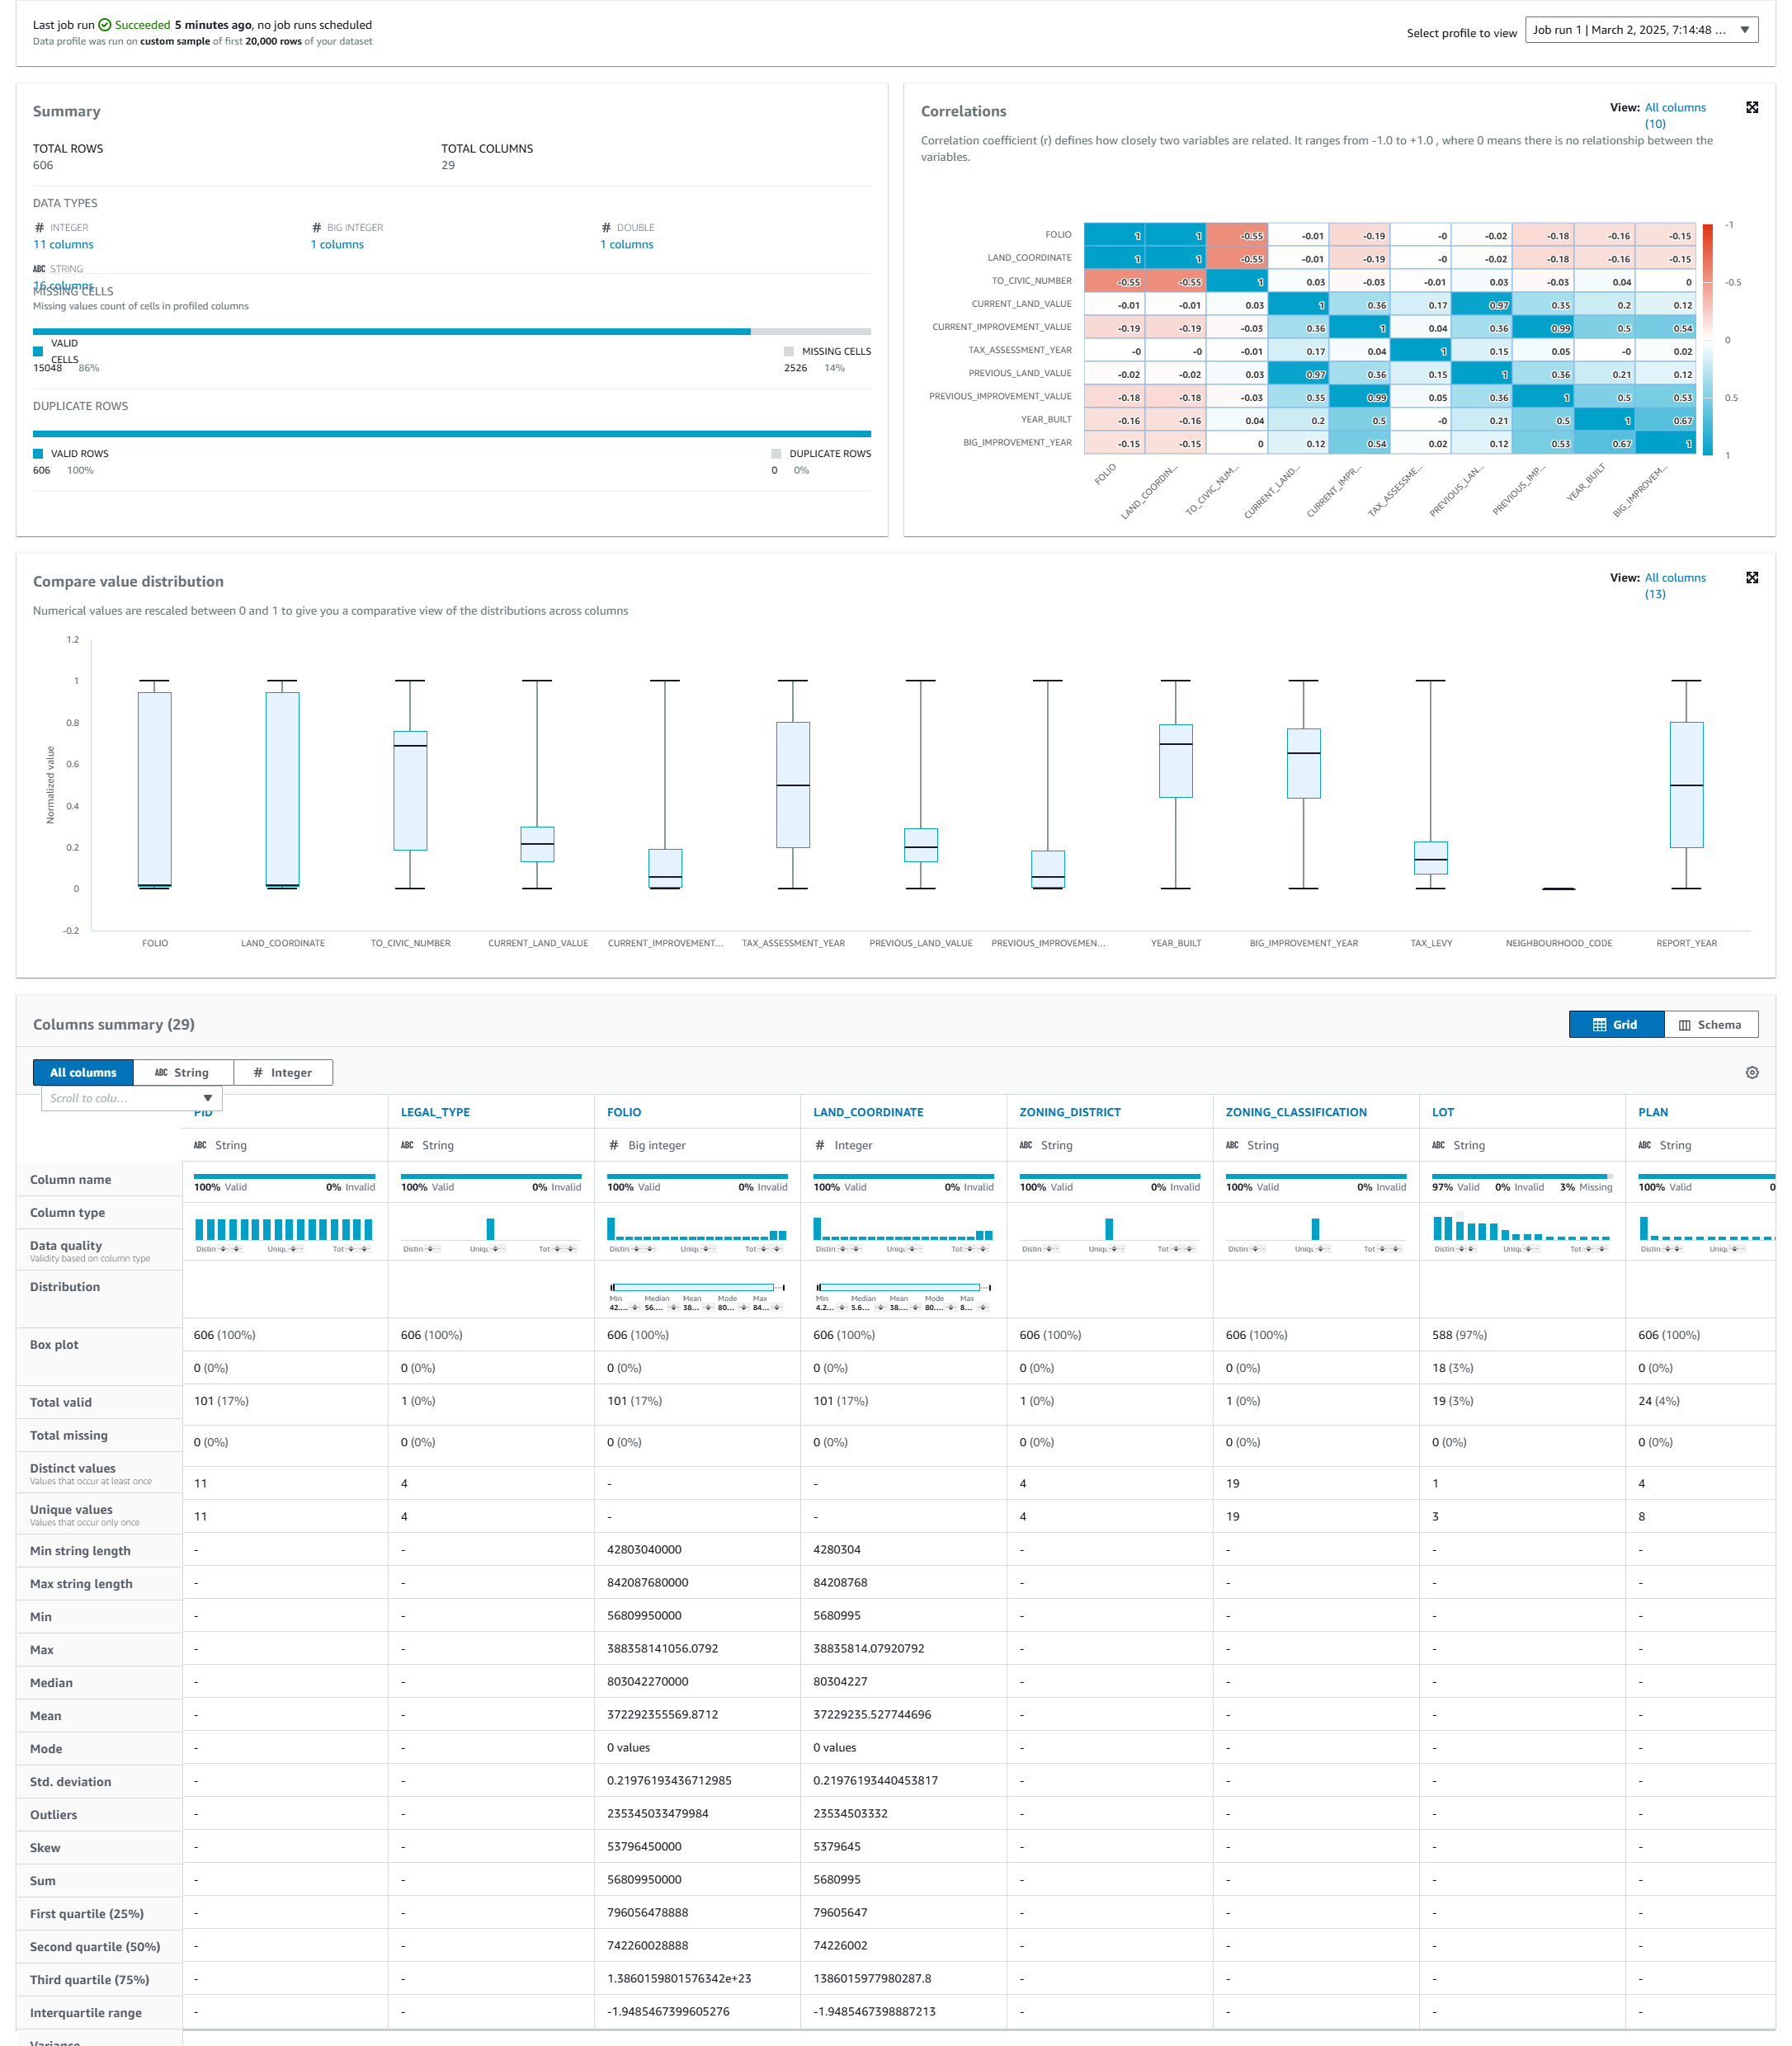 Last job run Succeeded 5 minutes ago, no job runs scheduled
Data profile was run on custom sample of first 20,000 rows of your dataset
Select profile to view Job run 1 | March 2, 2025, 7:14:48 ...
Summary
TOTAL ROWS TOTAL COLUMNS
606 29
DATA TYPES
# INTEGER # BIG INTEGER # DOUBLE
11 columns 1 columns 1 columns
ABC STRING
16 columns
MISSING CELLS
Missing values count of cells in profiled columns
VALID CELLS MISSING CELLS
15048 86% 2526 14%
DUPLICATE ROWS
VALID ROWS DUPLICATE ROWS
606 100% 0 0%
Correlations
View: All columns (10)
Correlation coefficient (r) defines how closely two variables are related. It ranges from -1.0 to +1.0 , where 0 means there is no relationship between the
variables.
FOLIO 1 1 -0.55 -0.01 -0.19 -0 -0.02 -0.18 -0.16 -0.15
LAND_COORDINATE 1 1 -0.55 -0.01 -0.19 -0 -0.02 -0.18 -0.16 -0.15
TO_CIVIC_NUMBER -0.55 -0.55 1 0.03 -0.03 -0.01 0.03 -0.03 0.04 0
CURRENT_LAND_VALUE -0.01 -0.01 0.03 1 0.36 0.17 0.97 0.35 0.2 0.12
CURRENT_IMPROVEMENT_VALUE -0.19 -0.19 -0.03 0.36 1 0.04 0.36 0.99 0.5 0.54
TAX_ASSESSMENT_YEAR -0 -0 -0.01 0.17 0.04 1 0.15 0.05 -0 0.02
PREVIOUS_LAND_VALUE -0.02 -0.02 0.03 0.97 0.36 0.15 1 0.36 0.21 0.12
PREVIOUS_IMPROVEMENT_VALUE -0.18 -0.18 -0.03 0.35 0.99 0.05 0.36 1 0.5 0.53
YEAR_BUILT -0.16 -0.16 0.04 0.2 0.5 -0 0.21 0.5 1 0.67
BIG_IMPROVEMENT_YEAR -0.15 -0.15 0 0.12 0.54 0.02 0.12 0.53 0.67 1
FOLIO LAND_COORDIN... TO_CIVIC_NUM... CURRENT_LAND... CURRENT_IMPR... TAX_ASSESSME... PREVIOUS_LAN... PREVIOUS_IMP... YEAR_BUILT BIG_IMPROVEM...
-1
-0.5
0
0.5
1
Compare value distribution
View: All columns (13)
Numerical values are rescaled between 0 and 1 to give you a comparative view of the distributions across columns
Normalized value
1.2
1
0.8
0.6
0.4
0.2
0
-0.2
FOLIO LAND_COORDINATE TO_CIVIC_NUMBER CURRENT_LAND_VALUE CURRENT_IMPROVEMENT... TAX_ASSESSMENT_YEAR PREVIOUS_LAND_VALUE PREVIOUS_IMPROVEMEN... YEAR_BUILT BIG_IMPROVEMENT_YEAR TAX_LEVY NEIGHBOURHOOD_CODE REPORT_YEAR
Columns summary (29)
Grid Schema
All columns ABC String # Integer
Scroll to colu...
PID LEGAL_TYPE FOLIO LAND_COORDINATE ZONING_DISTRICT ZONING_CLASSIFICATION LOT PLAN
ABC String ABC String # Big integer # Integer ABC String ABC String ABC String ABC String
Column name
100% Valid 0% Invalid 100% Valid 0% Invalid 100% Valid 0% Invalid 100% Valid 0% Invalid 100% Valid 0% Invalid 100% Valid 0% Invalid 97% Valid 0% Invalid 3% Missing 100% Valid 0
Column type
Data quality
Validity based on column type
Distin Uniq Tot Distin Uniq Tot Distin Uniq Tot Distin Uniq Tot Distin Uniq Tot Distin Uniq Tot Distin Uniq Tot Distin Uniq
Distribution
Min Median Mean Mode Max Min Median Mean Mode Max
42.... 56.... 38... 80... 84... 4.2... 5.6... 38.... 80.... 8...
Box plot
606 (100%) 606 (100%) 606 (100%) 606 (100%) 606 (100%) 606 (100%) 588 (97%) 606 (100%)
0 (0%) 0 (0%) 0 (0%) 0 (0%) 0 (0%) 0 (0%) 18 (3%) 0 (0%)
Total valid
101 (17%) 1 (0%) 101 (17%) 101 (17%) 1 (0%) 1 (0%) 19 (3%) 24 (4%)
Total missing
0 (0%) 0 (0%) 0 (0%) 0 (0%) 0 (0%) 0 (0%) 0 (0%) 0 (0%)
Distinct values
Values that occur at least once
11 4 - - 4 19 1 4
Unique values
Values that occur only once
11 4 - - 4 19 3 8
Min string length
- - 42803040000 4280304 - - - -
Max string length
- - 842087680000 84208768 - - - -
Min
- - 56809950000 5680995 - - - -
Max
- - 388358141056.0792 38835814.07920792 - - - -
Median
- - 803042270000 80304227 - - - -
Mean
- - 372292355569.8712 37229235.527744696 - - - -
Mode
- - 0 values 0 values - - - -
Std. deviation
- - 0.21976193436712985 0.21976193440453817 - - - -
Outliers
- - 235345033479984 23534503332 - - - -
Skew
- - 53796450000 5379645 - - - -
Sum
- - 56809950000 5680995 - - - -
First quartile (25%)
- - 796056478888 79605647 - - - -
Second quartile (50%)
- - 742260028888 74226002 - - - -
Third quartile (75%)
- - 1.3860159801576342e+23 1386015977980287.8 - - - -
Interquartile range
- - -1.9485467399605276 -1.9485467398887213 - - - -
Variance